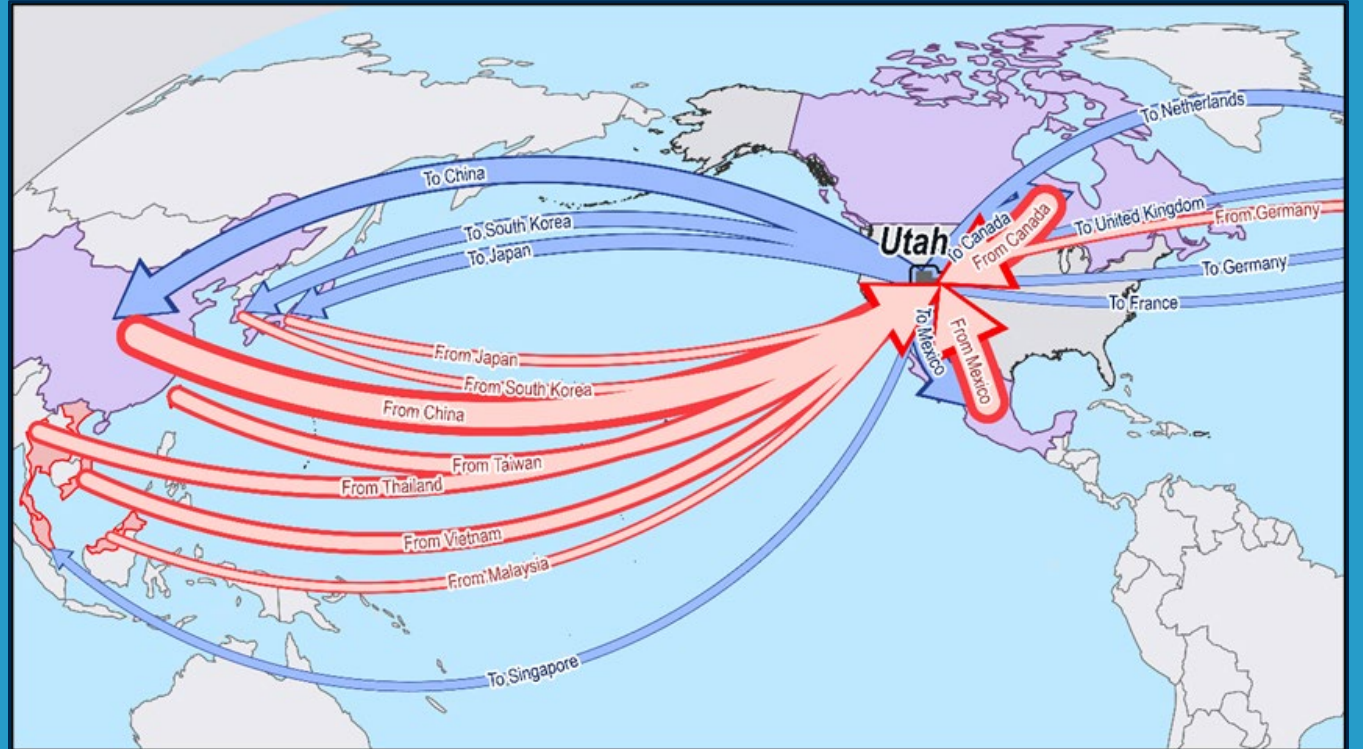 To Netherlands
To China
To United Kingdom
From Germany
To South Korea
To Canada
From Canada
Utah
To Japan
To Germany
To France
To Mexico
From Mexico
From Japan
From South Korea
From China
From Taiwan
From Thailand
From Vietnam
From Malaysia
To Singapore